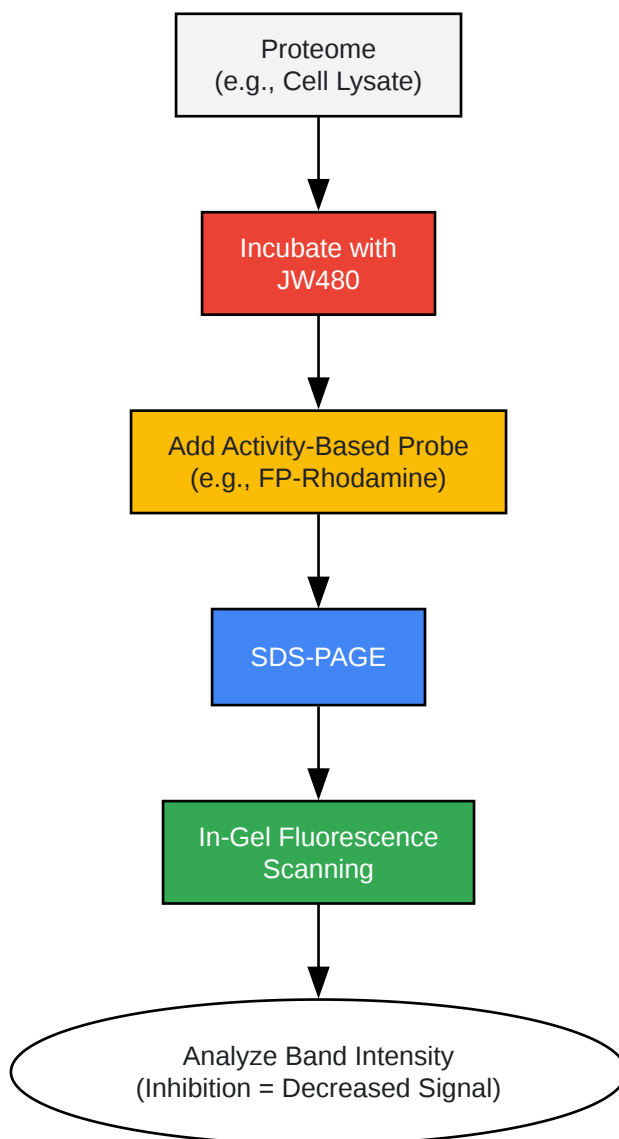 Proteome
(e.g., Cell Lysate)
Incubate with
JW480
Add Activity-Based Probe
(e.g., FP-Rhodamine)
SDS-PAGE
In-Gel Fluorescence
Scanning
Analyze Band Intensity
(Inhibition = Decreased Signal)